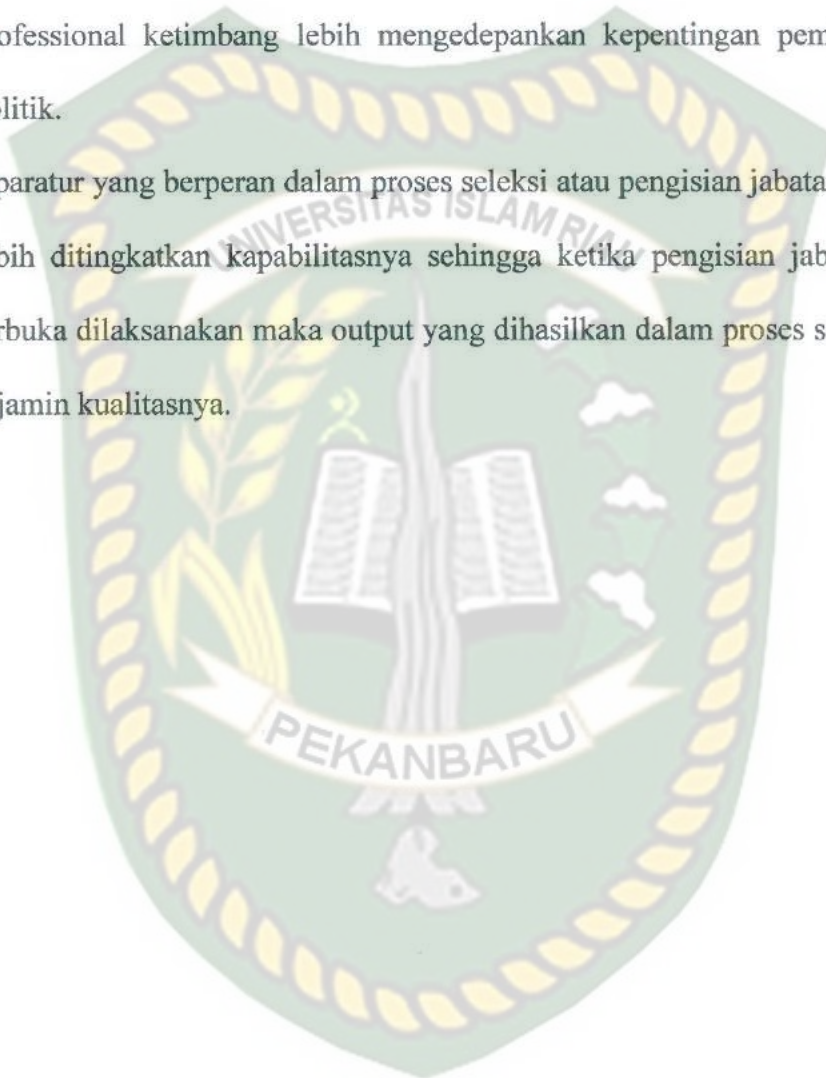 ofessional ketimbang lebih mengedepankan kepentingan pem
litik.
paratur yang berperan dalam proses seleksi atau pengisian jabata
bih ditingkatkan kapabilitasnya sehingga ketika pengisian jab
rbuka dilaksanakan maka output yang dihasilkan dalam proses s
jamin kualitasnya.
UNIVERSITAS ISLAM RIAU
PEKANBARU